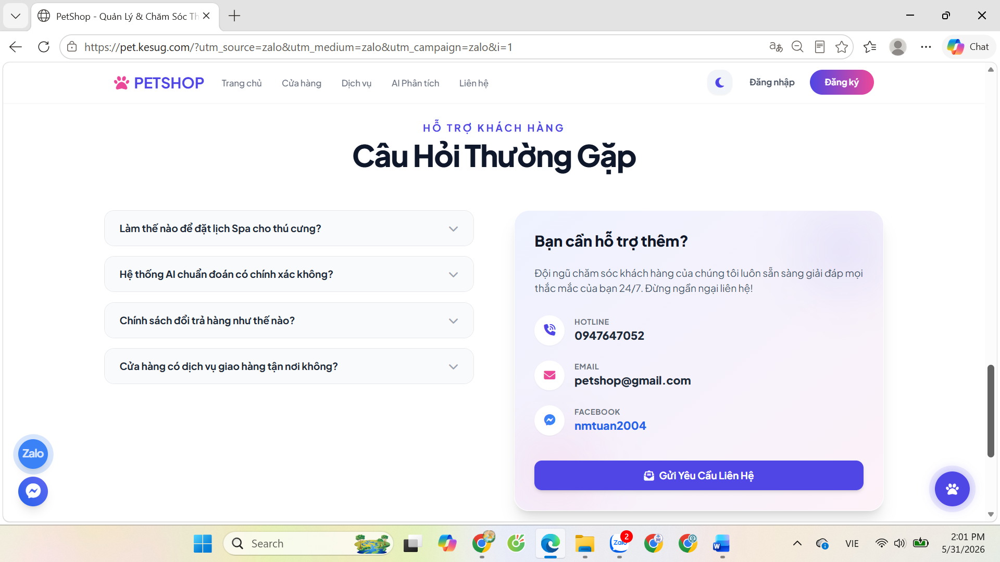 PetShop - Quản Lý & Chăm Sóc Th
https://pet.kesug.com/?utm_source=zalo&utm_medium=zalo&utm_campaign=zalo&i=1
Chat
PETSHOP
Trang chủ
Cửa hàng
Dịch vụ
AI Phân tích
Liên hệ
Đăng nhập
Đăng ký
HỖ TRỢ KHÁCH HÀNG
Câu Hỏi Thường Gặp
Làm thế nào để đặt lịch Spa cho thú cưng?
Hệ thống AI chuẩn đoán có chính xác không?
Chính sách đổi trả hàng như thế nào?
Cửa hàng có dịch vụ giao hàng tận nơi không?
Bạn cần hỗ trợ thêm?
Đội ngũ chăm sóc khách hàng của chúng tôi luôn sẵn sàng giải đáp mọi
thắc mắc của bạn 24/7. Đừng ngần ngại liên hệ!
HOTLINE
0947647052
EMAIL
petshop@gmail.com
FACEBOOK
nmtuan2004
Gửi Yêu Cầu Liên Hệ
Zalo
Search
Zalo
2
W
VIE
2:01 PM
5/31/2026